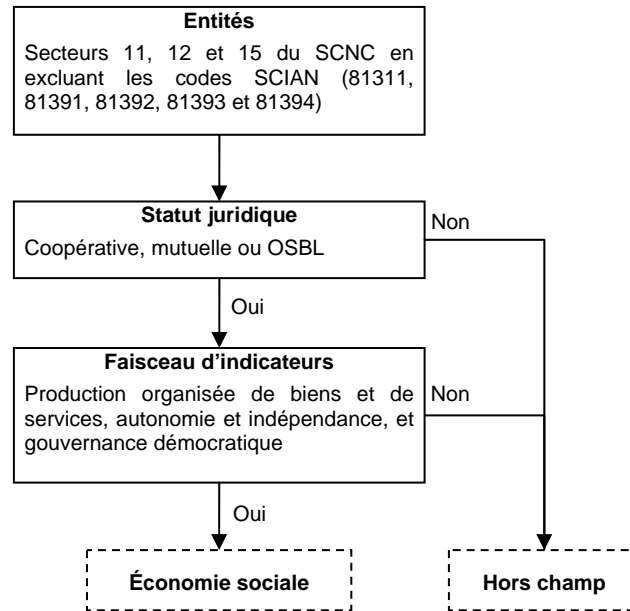 Entités
Secteurs 11, 12 et 15 du SCNC en
excluant les codes SCIAN (81311,
81391, 81392, 81393 et 81394)
Statut juridique
Coopérative, mutuelle ou OSBL
Non
Oui
Faisceau d'indicateurs
Production organisée de biens et de
services, autonomie et indépendance, et
gouvernance démocratique
Non
Oui
Économie sociale
Hors champ